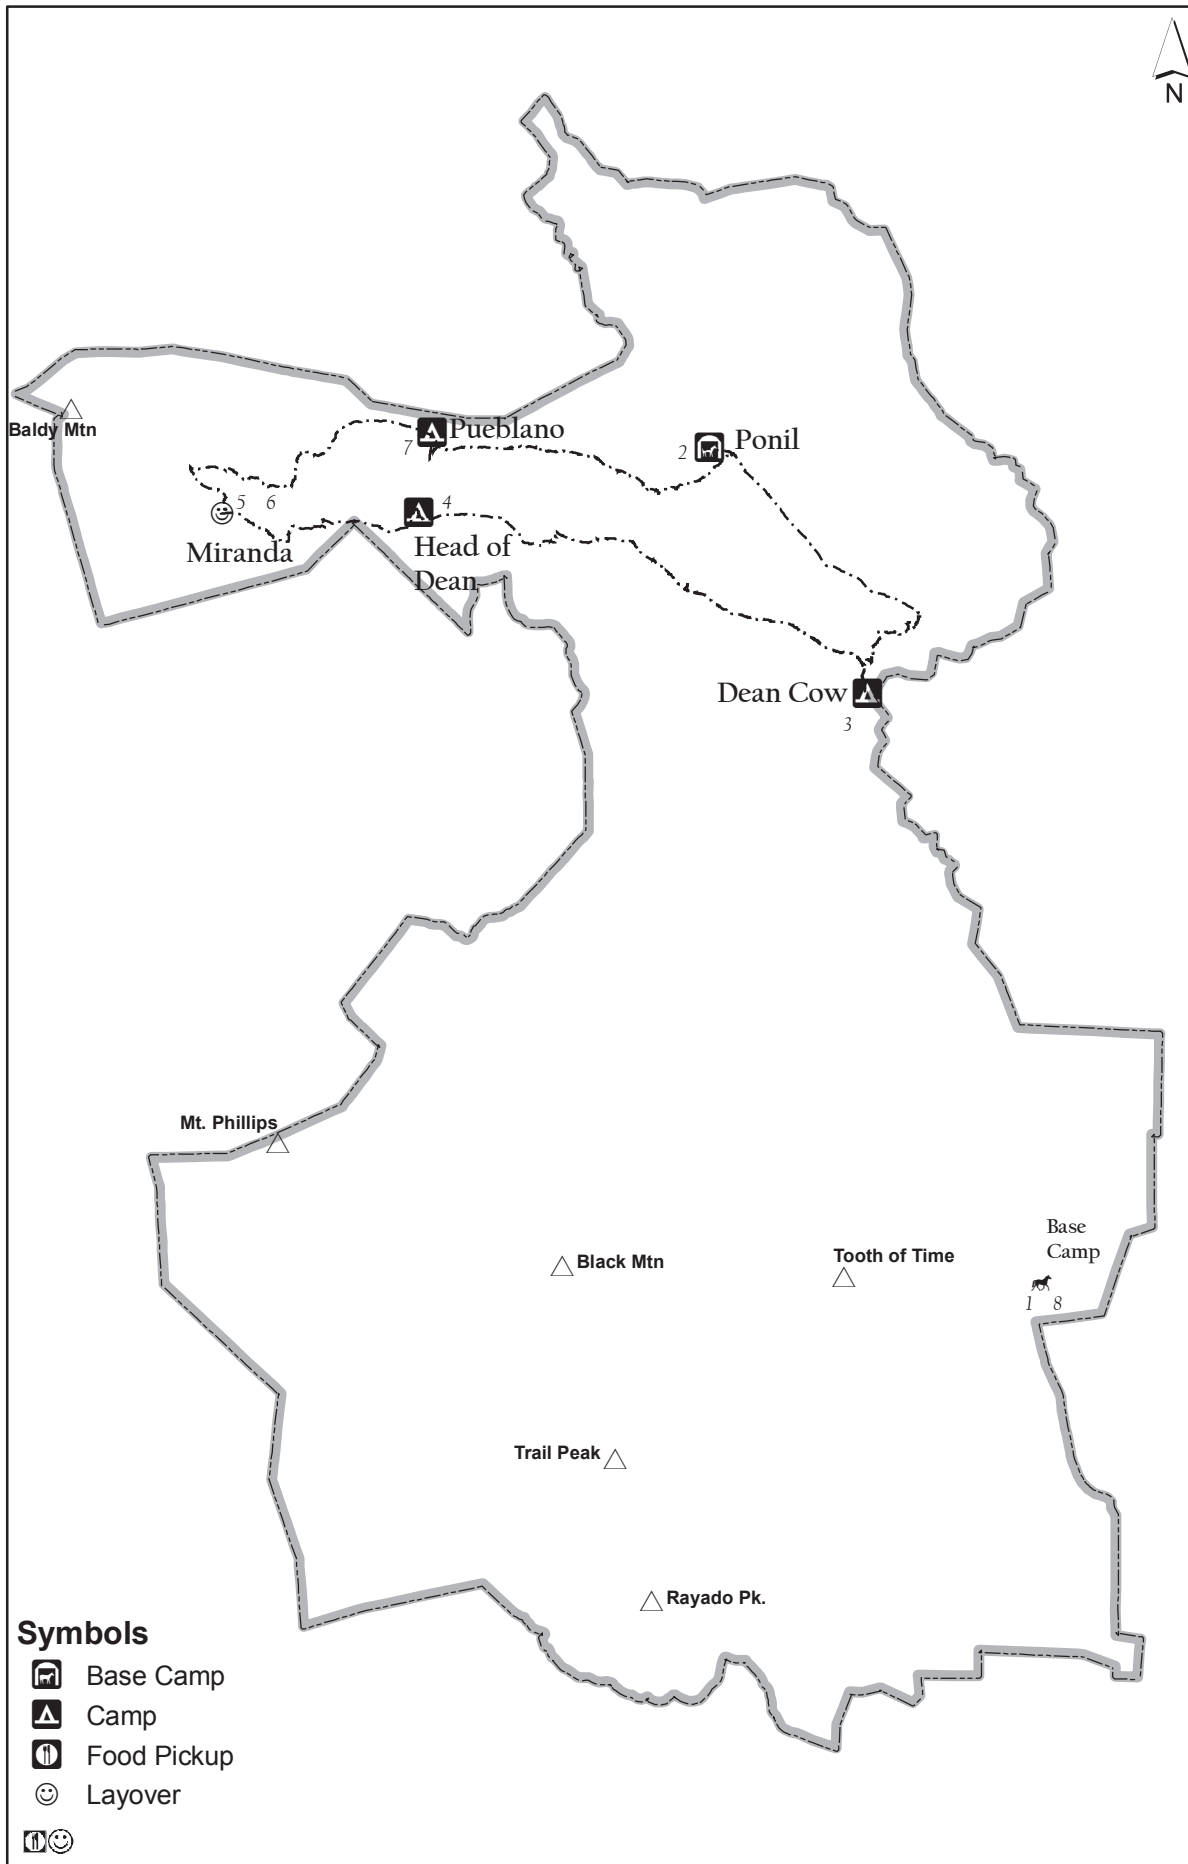 N
Baldy Mtn
Pueblano
7
2
Ponil
5 6
4
Miranda
Head of
Dean
Dean Cow
3
Mt. Phillips
Base
Camp
Black Mtn
Tooth of Time
1 8
Trail Peak
Rayado Pk.
Symbols
Base Camp
Camp
Food Pickup
Layover